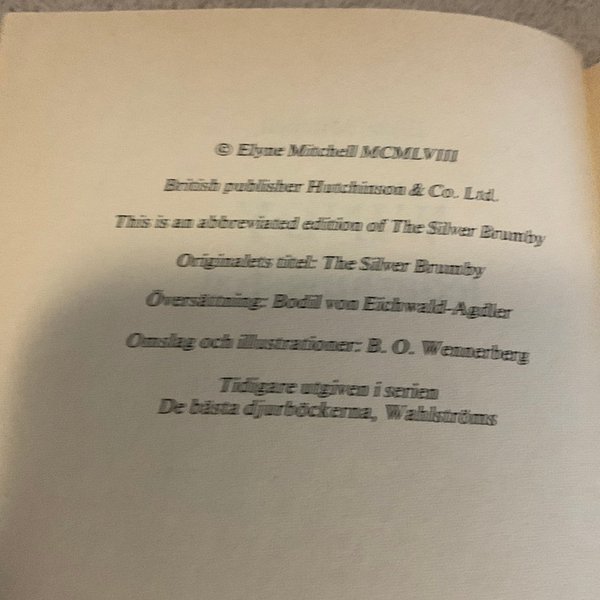 © Elyne Mitchell MCMLVIII
British publisher Hutchinson & Co. Ltd.
This is an abbreviated edition of The Silver Brumby
Originalets titel: The Silver Brumby
Översättning: Bodil von Eichwald-Agdler
Omslag och illustrationer: B. O. Wennerberg
Tidigare utgiven i serien
De bästa djurböckerna, Wahlströms